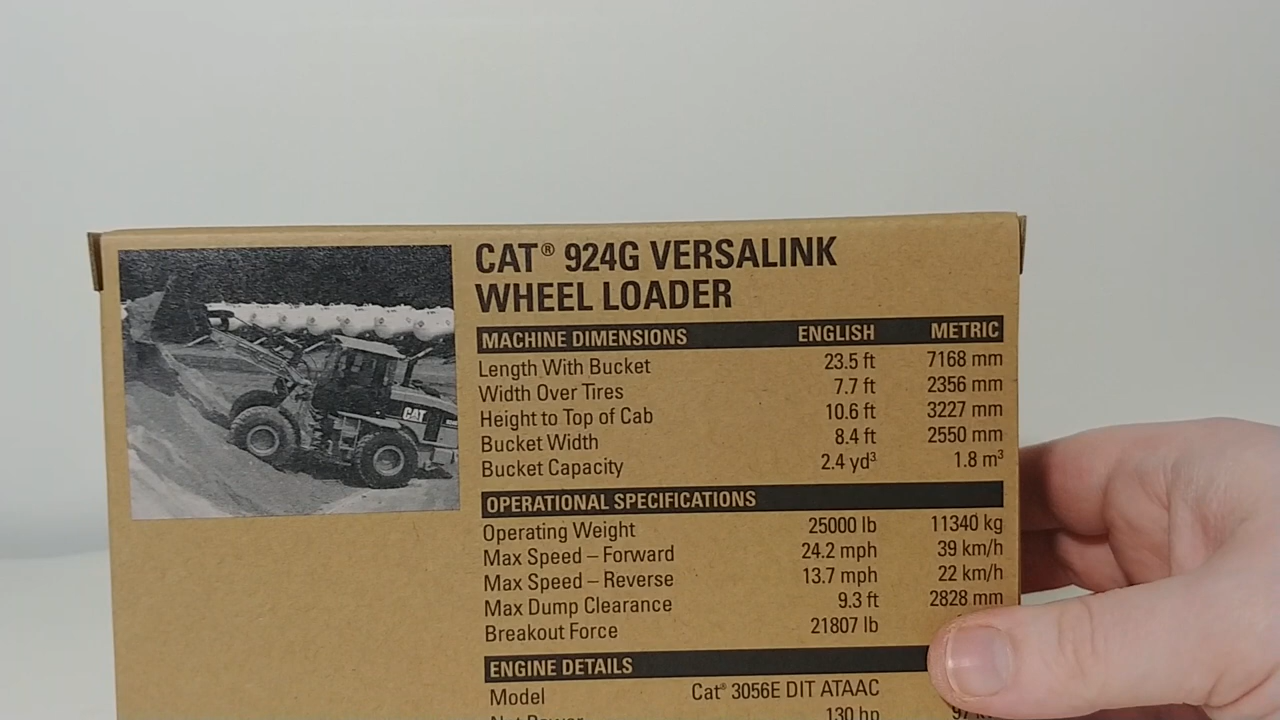 CAT® 924G VERSALINK
WHEEL LOADER
MACHINE DIMENSIONS ENGLISH METRIC
Length With Bucket 23.5 ft 7168 mm
Width Over Tires 7.7 ft 2356 mm
Height to Top of Cab 10.6 ft 3227 mm
Bucket Width 8.4 ft 2550 mm
Bucket Capacity 2.4 yd³ 1.8 m³
OPERATIONAL SPECIFICATIONS
Operating Weight 25000 lb 11340 kg
Max Speed – Forward 24.2 mph 39 km/h
Max Speed – Reverse 13.7 mph 22 km/h
Max Dump Clearance 9.3 ft 2828 mm
Breakout Force 21807 lb
ENGINE DETAILS
Model Cat® 3056E DIT ATAAC
Net Power 130 hp 97
CAT